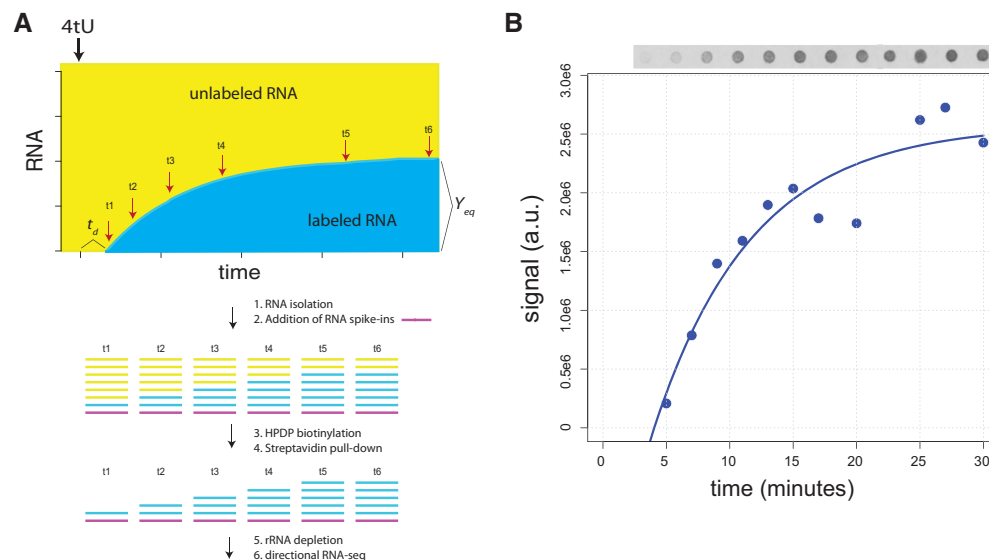 A
4tU
RNA
unlabeled RNA
t1
t2
t3
t4
t5
t6
t_d
labeled RNA
Y_eq
time
1. RNA isolation
2. Addition of RNA spike-ins
t1 t2 t3 t4 t5 t6
3. HPDP biotinylation
4. Streptavidin pull-down
t1 t2 t3 t4 t5 t6
5. rRNA depletion
6. directional RNA-seq
B
signal (a.u.)
3.0e6
2.5e6
2.0e6
1.5e6
1.0e6
0.5e6
0
0 5 10 15 20 25 30
time (minutes)